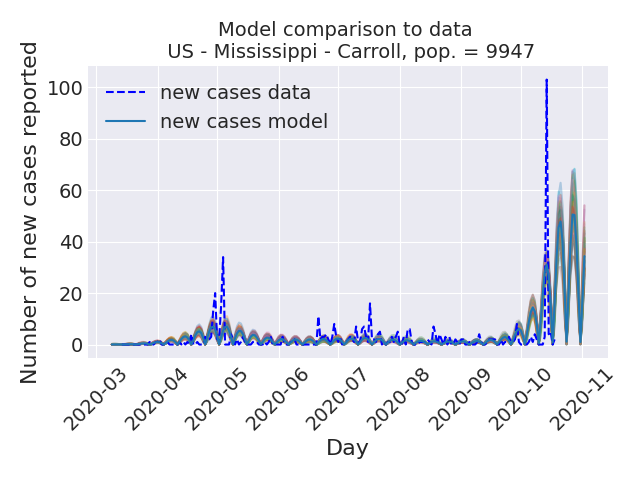 Model comparison to data
US - Mississippi - Carroll, pop. = 9947
Number of new cases reported
100
80
60
40
20
0
new cases data
new cases model
2020-03
2020-04
2020-05
2020-06
2020-07
2020-08
2020-09
2020-10
2020-11
Day